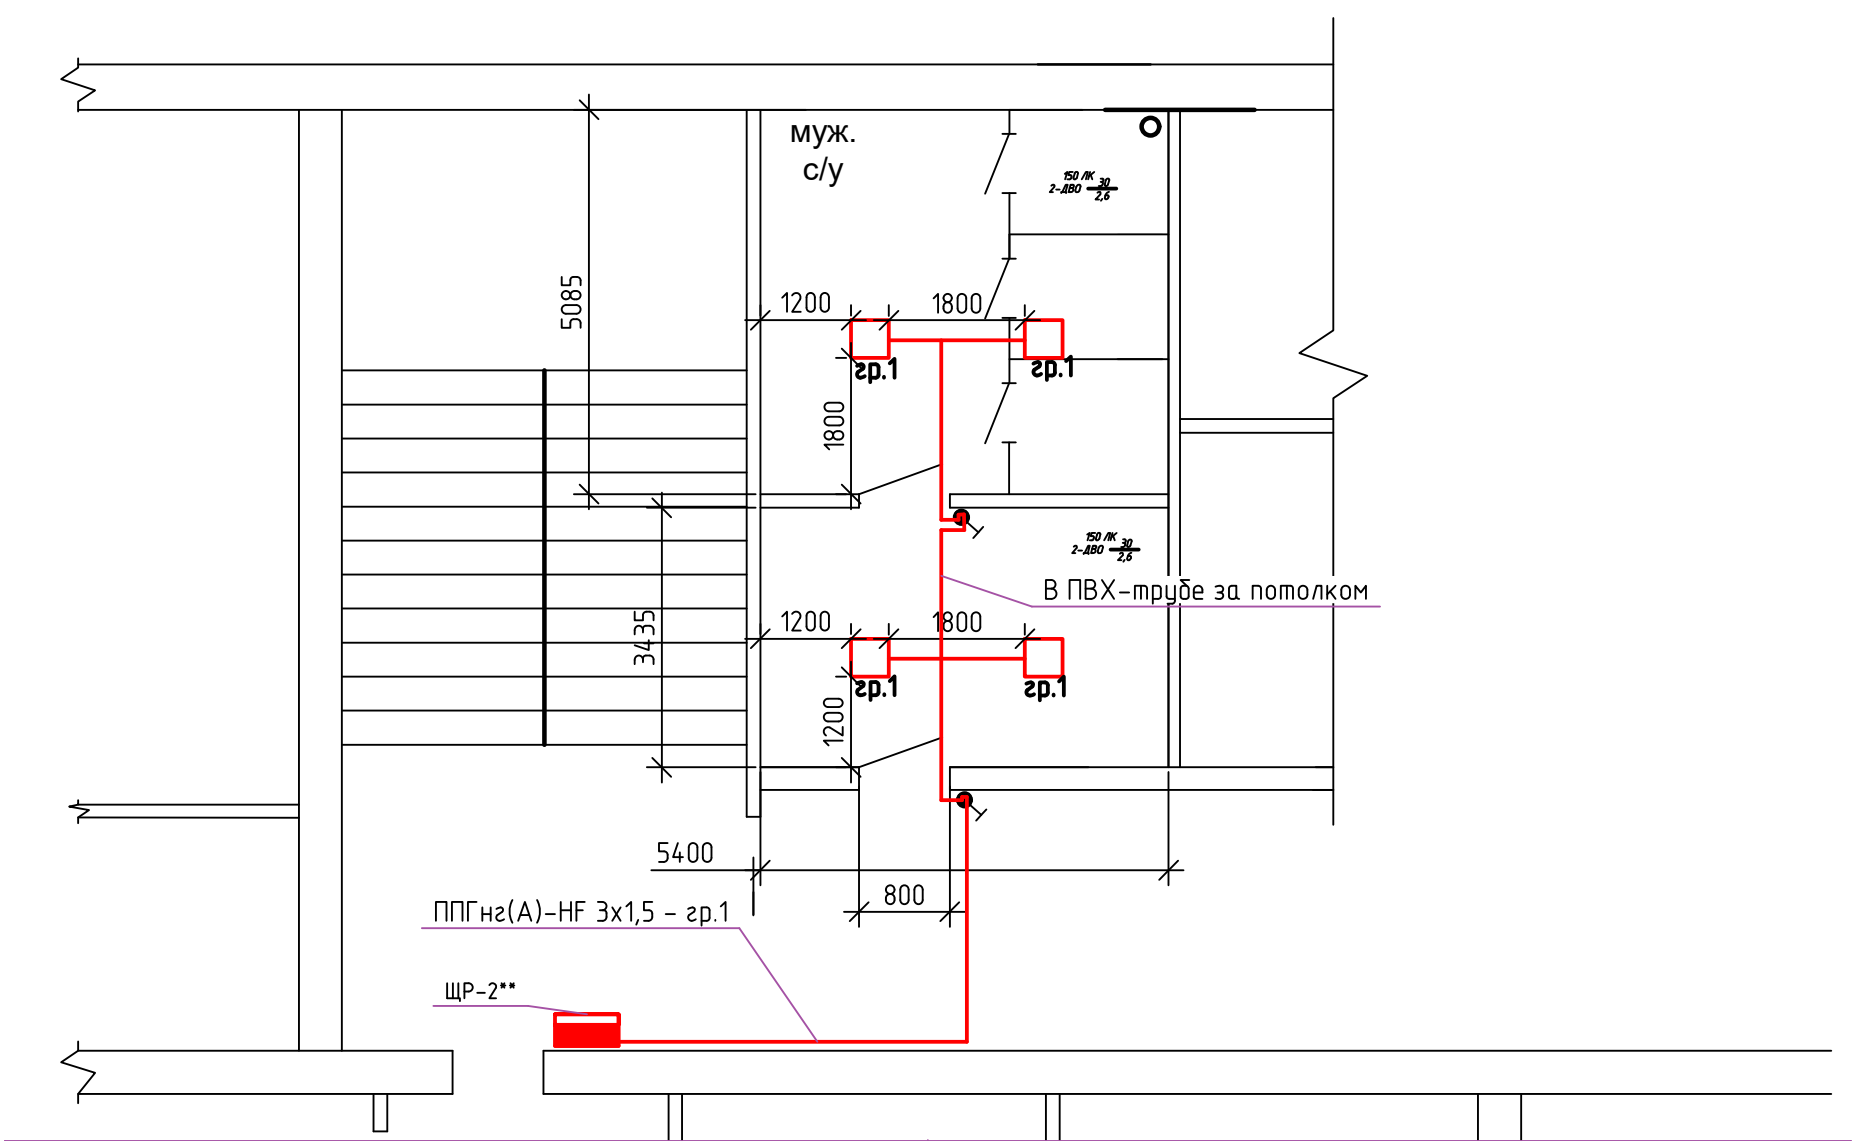 муж.
с/у
150 ЛК
2-ДВО 30
2,6
5085
1200
1800
гр.1
гр.1
1800
150 ЛК
2-ДВО 30
2,6
В ПВХ-трубе за потолком
3435
1200
1800
гр.1
гр.1
1200
5400
800
ППГнг(А)-HF 3х1,5 - гр.1
ЩР-2**